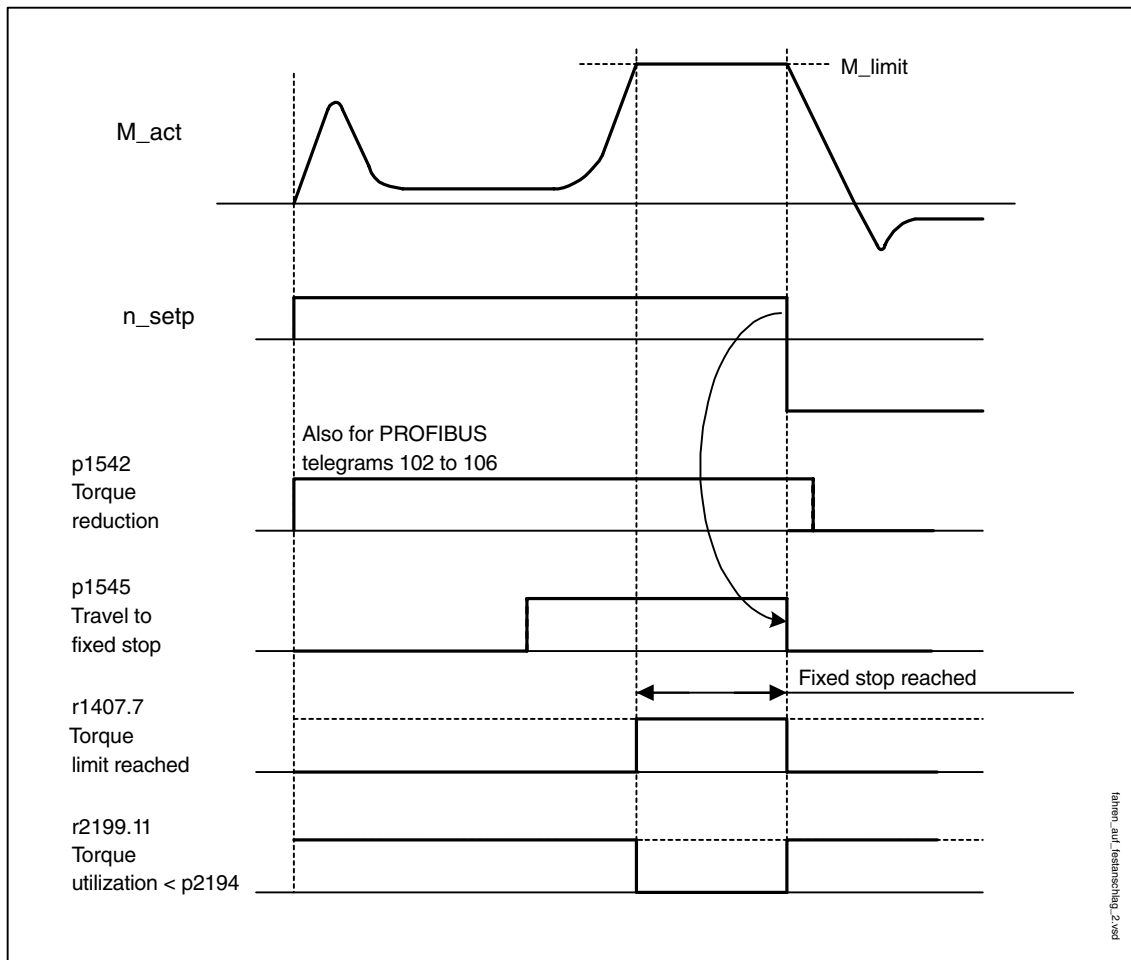 M_limit
M_act
n_setp
Also for PROFIBUS
telegrams 102 to 106
p1542
Torque
reduction
p1545
Travel to
fixed stop
Fixed stop reached
r1407.7
Torque
limit reached
r2199.11
Torque
utilization < p2194
fahren_auf_festanschlag_2.vsd